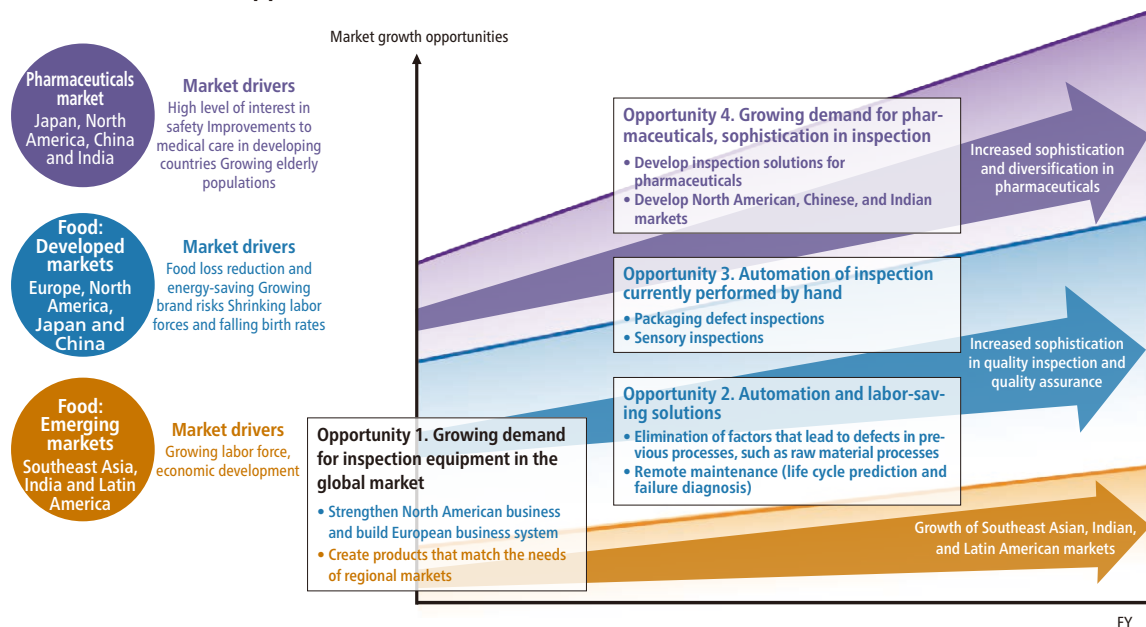 Market growth opportunities
Pharmaceuticals
market
Japan, North
America, China
and India
Market drivers
High level of interest in
safety Improvements to
medical care in developing
countries Growing elderly
populations
Food:
Developed
markets
Europe, North
America,
Japan and
China
Market drivers
Food loss reduction and
energy-saving Growing
brand risks Shrinking labor
forces and falling birth rates
Food:
Emerging
markets
Southeast Asia,
India and Latin
America
Market drivers
Growing labor force,
economic development
Opportunity 1. Growing demand
for inspection equipment in the
global market
• Strengthen North American business
and build European business system
• Create products that match the needs
of regional markets
Opportunity 4. Growing demand for phar-
maceuticals, sophistication in inspection
• Develop inspection solutions for
pharmaceuticals
• Develop North American, Chinese, and Indian
markets
Opportunity 3. Automation of inspection
currently performed by hand
• Packaging defect inspections
• Sensory inspections
Opportunity 2. Automation and labor-sav-
ing solutions
• Elimination of factors that lead to defects in pre-
vious processes, such as raw material processes
• Remote maintenance (life cycle prediction and
failure diagnosis)
Increased sophistication
and diversification in
pharmaceuticals
Increased sophistication
in quality inspection and
quality assurance
Growth of Southeast Asian, Indian,
and Latin American markets
FY